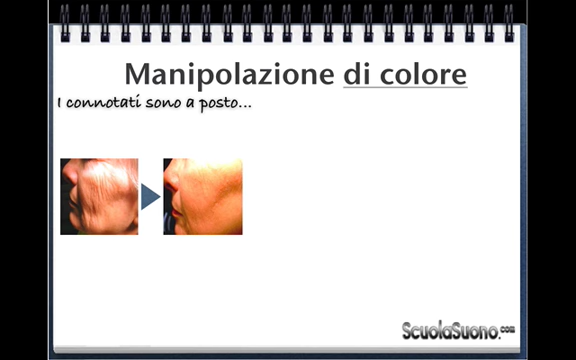 Manipolazione di colore
I connotati sono a posto...
ScuolaSuono.com